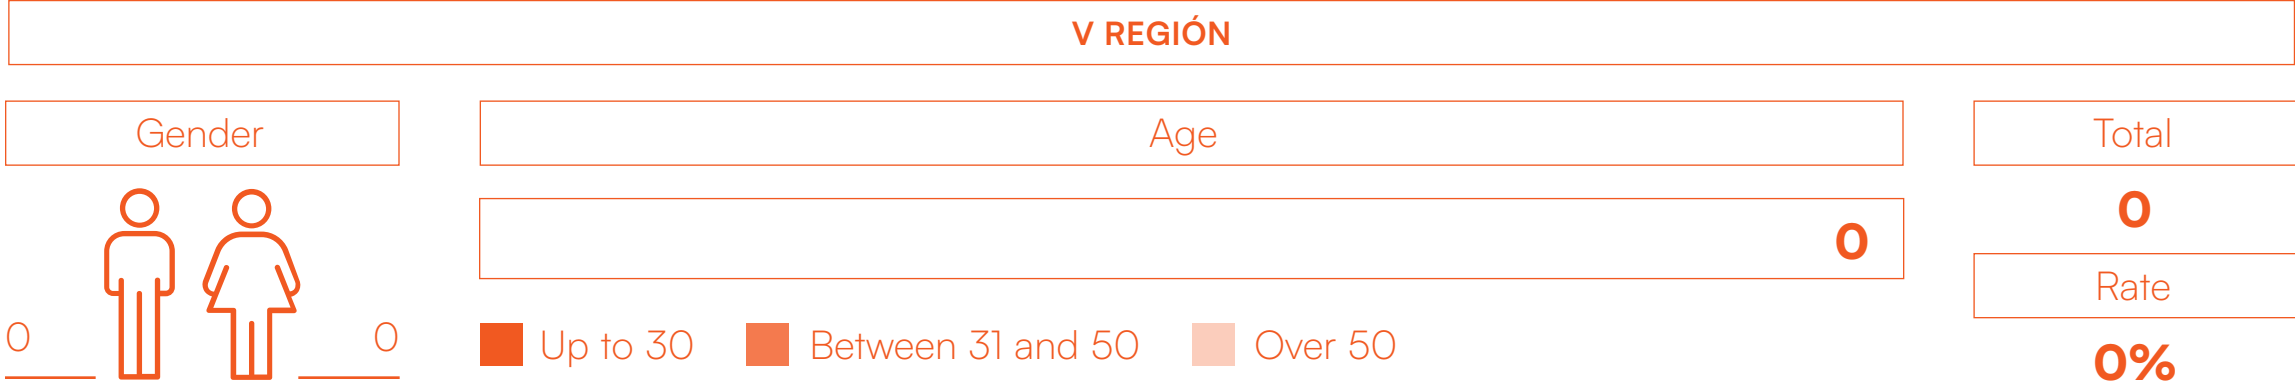 V REGIÓN
Gender
Age
Total
0
0
Rate
0
0
Up to 30
Between 31 and 50
Over 50
0%